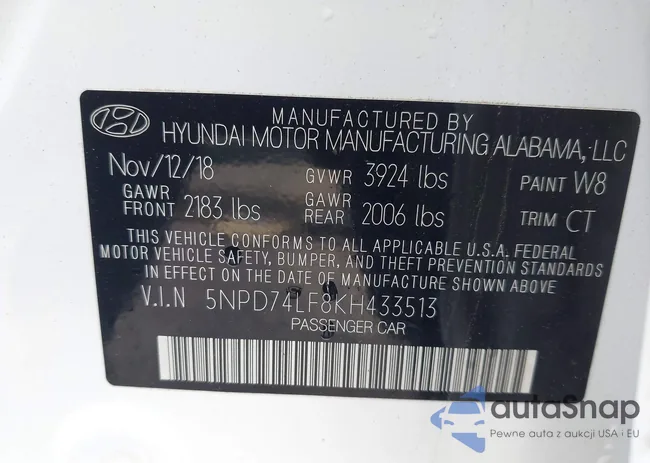 MANUFACTURED BY
HYUNDAI MOTOR MANUFACTURING ALABAMA, LLC
Nov/12/18 GVWR 3924 lbs PAINT W8
GAWR FRONT 2183 lbs GAWR REAR 2006 lbs TRIM CT
THIS VEHICLE CONFORMS TO ALL APPLICABLE U.S.A. FEDERAL
MOTOR VEHICLE SAFETY, BUMPER, AND THEFT PREVENTION STANDARDS
IN EFFECT ON THE DATE OF MANUFACTURE SHOWN ABOVE.
V.I.N 5NPD74LF8KH433513
PASSENGER CAR
autaSnap
Pewne auta z aukcji USA i EU